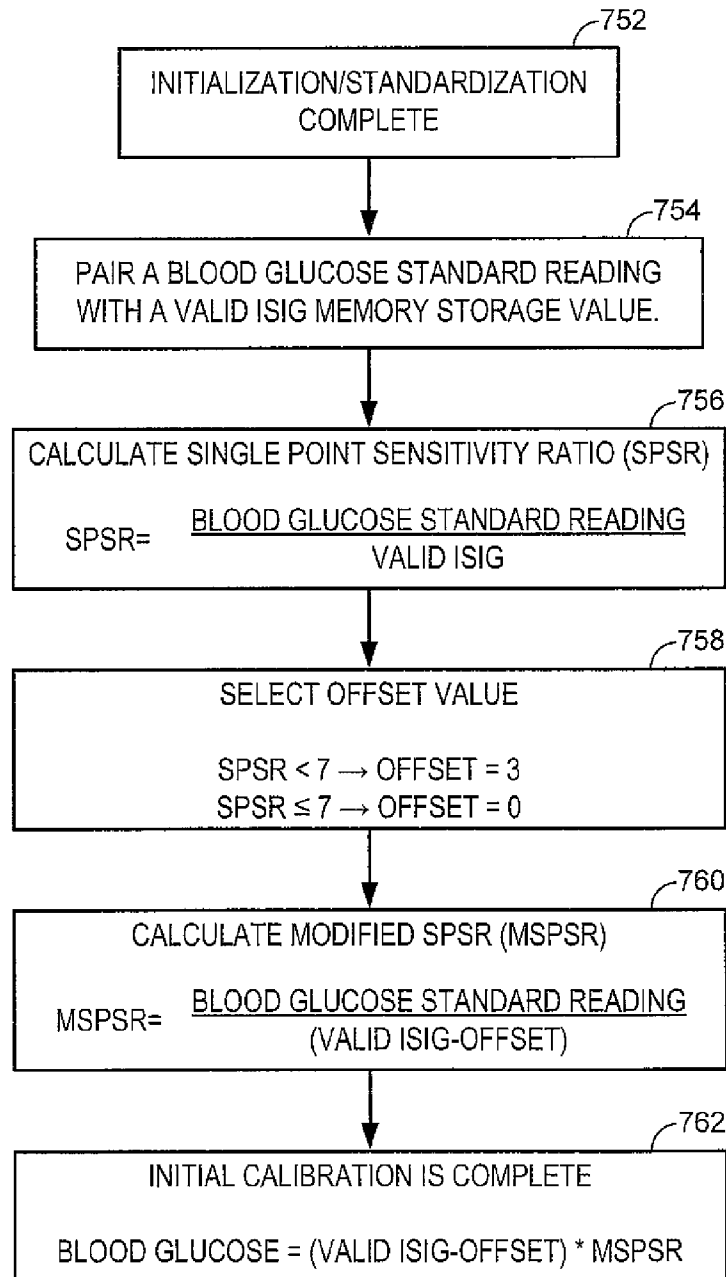 752
INITIALIZATION/STANDARDIZATION
COMPLETE
754
PAIR A BLOOD GLUCOSE STANDARD READING
WITH A VALID ISIG MEMORY STORAGE VALUE.
756
CALCULATE SINGLE POINT SENSITIVITY RATIO (SPSR)
SPSR= BLOOD GLUCOSE STANDARD READING
VALID ISIG
758
SELECT OFFSET VALUE
SPSR < 7 → OFFSET = 3
SPSR ≤ 7 → OFFSET = 0
760
CALCULATE MODIFIED SPSR (MSPSR)
MSPSR= BLOOD GLUCOSE STANDARD READING
(VALID ISIG-OFFSET)
762
INITIAL CALIBRATION IS COMPLETE
BLOOD GLUCOSE = (VALID ISIG-OFFSET) * MSPSR